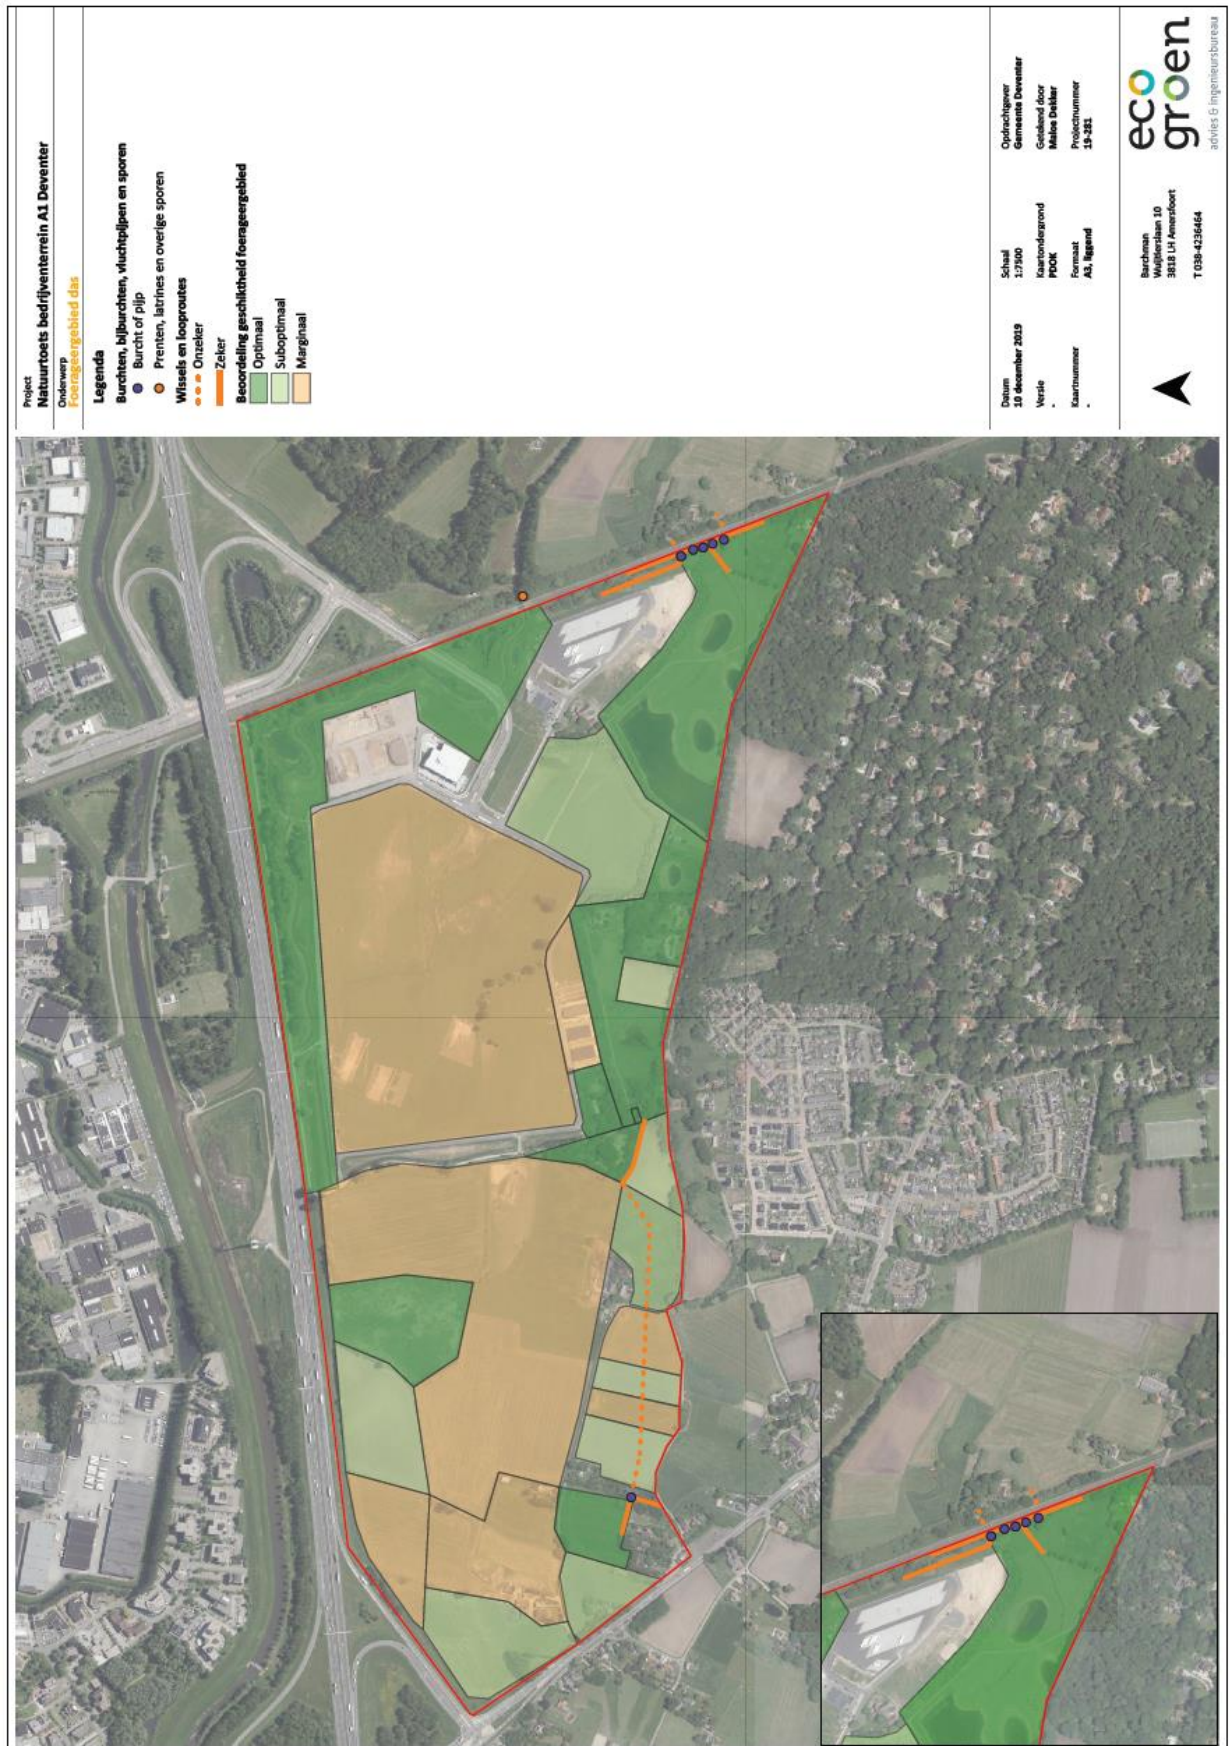 Project
Natuurtoets bedrijventerrein A1 Deventer
Onderwerp
Foerageergebied das
Legenda
Burchten, bijburchten, vluchtpijpen en sporen
Burcht of pijp
Prenten, latrines en overige sporen
Wissels en looproutes
Onzeker
Zeker
Beoordeling geschiktheid foerageergebied
Optimaal
Suboptimaal
Marginaal
Datum
10 december 2019
Versie
-
Kaartnummer
-
Schaal
1:7500
Kaartondergrond
PDOK
Formaat
A3, liggend
Opdrachtgever
Gemeente Deventer
Getekend door
Maloe Dekker
Projectnummer
19-281
Barchman
Wuijtierslaan 10
3818 LH Amersfoort
T 038-4236464
eco
groen
advies & ingenieursbureau